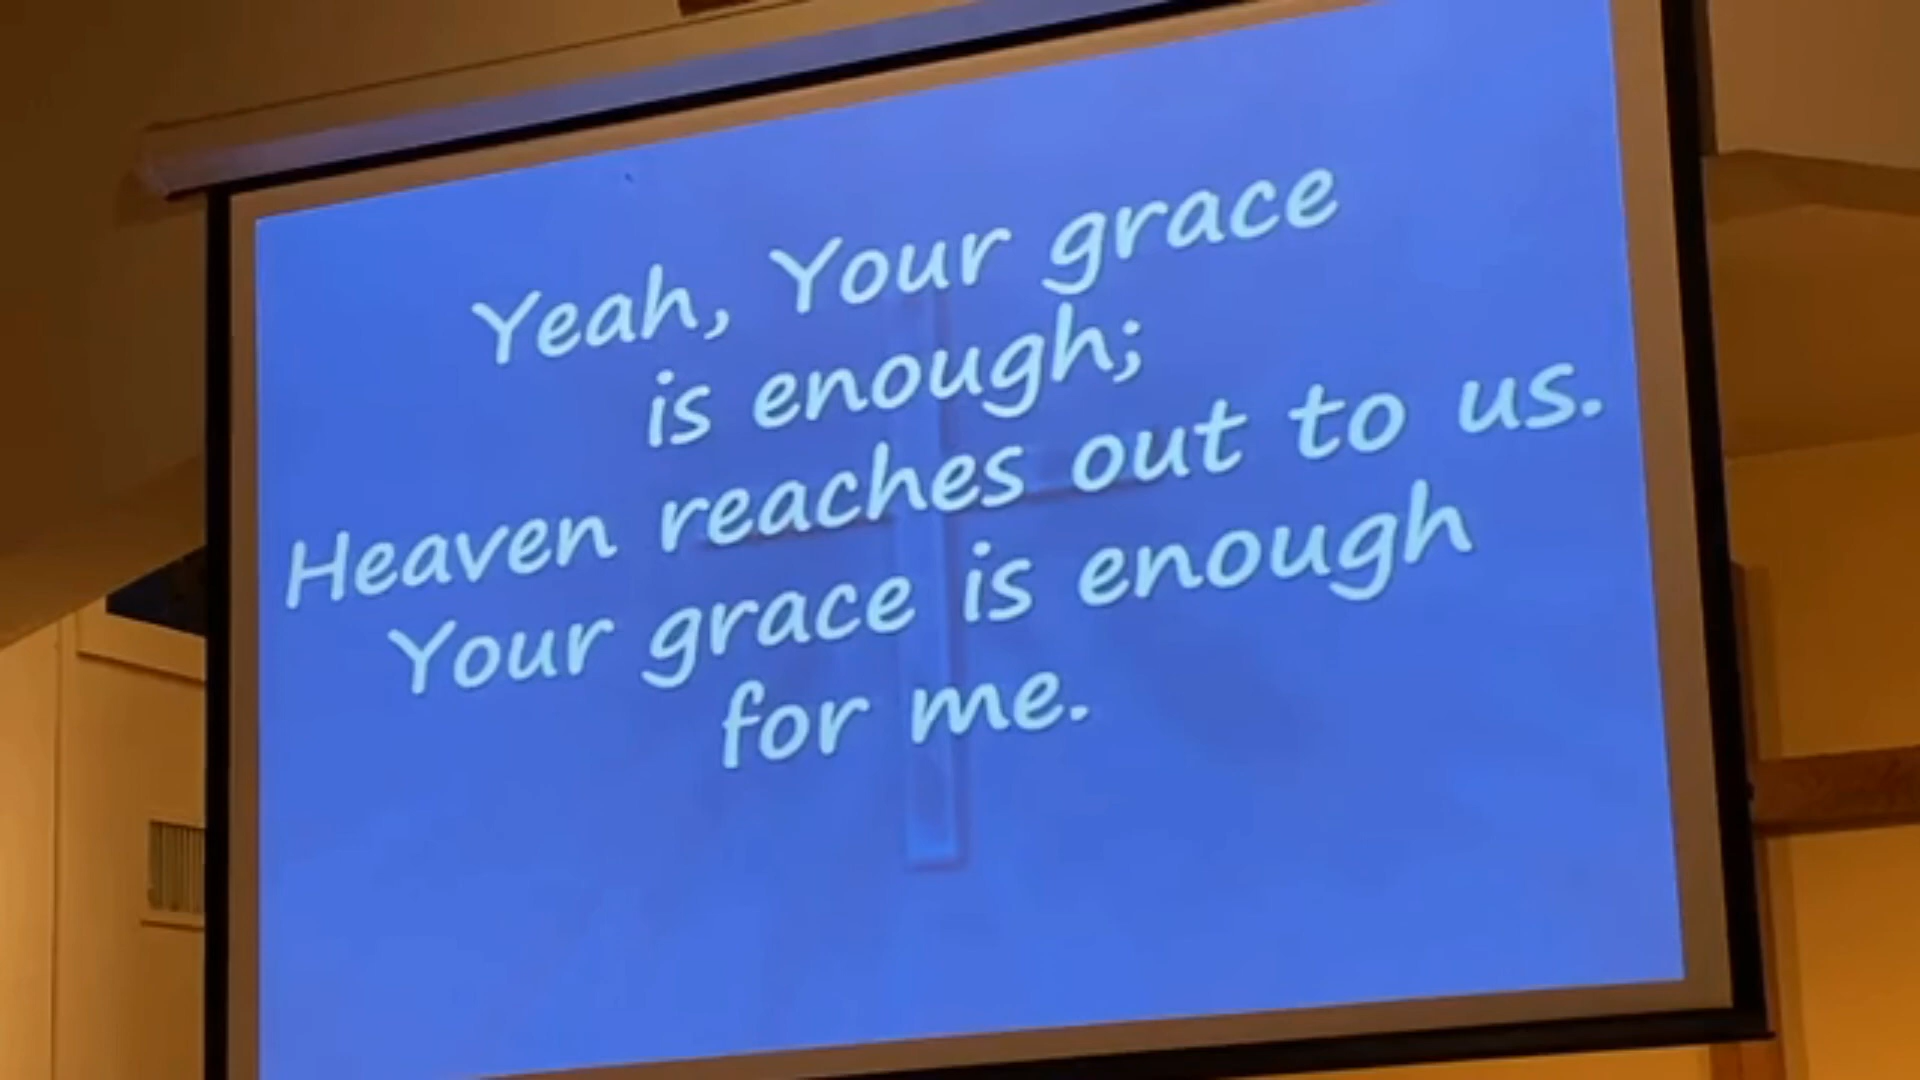 Yeah, Your grace
is enough;
Heaven reaches out to us.
Your grace is enough
for me.